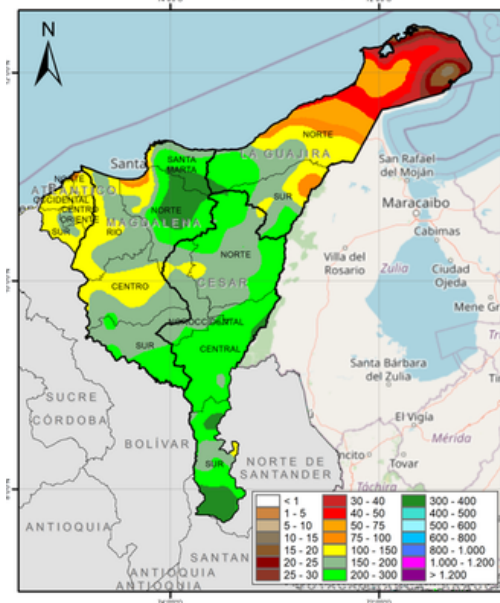 N
Santa
SANTA
MARTA
NORTE
LA GUAJIRA
NORTE
ATLÁNTICO
OCCIDENTAL
CENTRO
ORIENTE
SUR
RIO
NORTE
MAGDALENA
SUR
San Rafael
del Moján
Maracaibo
Cabimas
NORTE
CESAR
Villa del
Rosario
Zulia
Ciudad
Ojeda
Mene Gr
CENTRO
NOROCCIDENTAL
CENTRAL
SUR
Santa Bárbara
del Zulia
SUCRE
CÓRDOBA
El Vigía
Mérida
BOLÍVAR
Tovar
SUR
NORTE DE
SANTANDER
Táchira
ANTIOQUIA
SANTAN
ANTIOQUIA
ANTIOQUIA
< 1 30 - 40 300 - 400
1 - 5 40 - 50 400 - 500
5 - 10 50 - 75 500 - 600
10 - 15 75 - 100 600 - 800
15 - 20 100 - 150 800 - 1.000
20 - 25 150 - 200 1.000 - 1.200
25 - 30 200 - 300 > 1.200